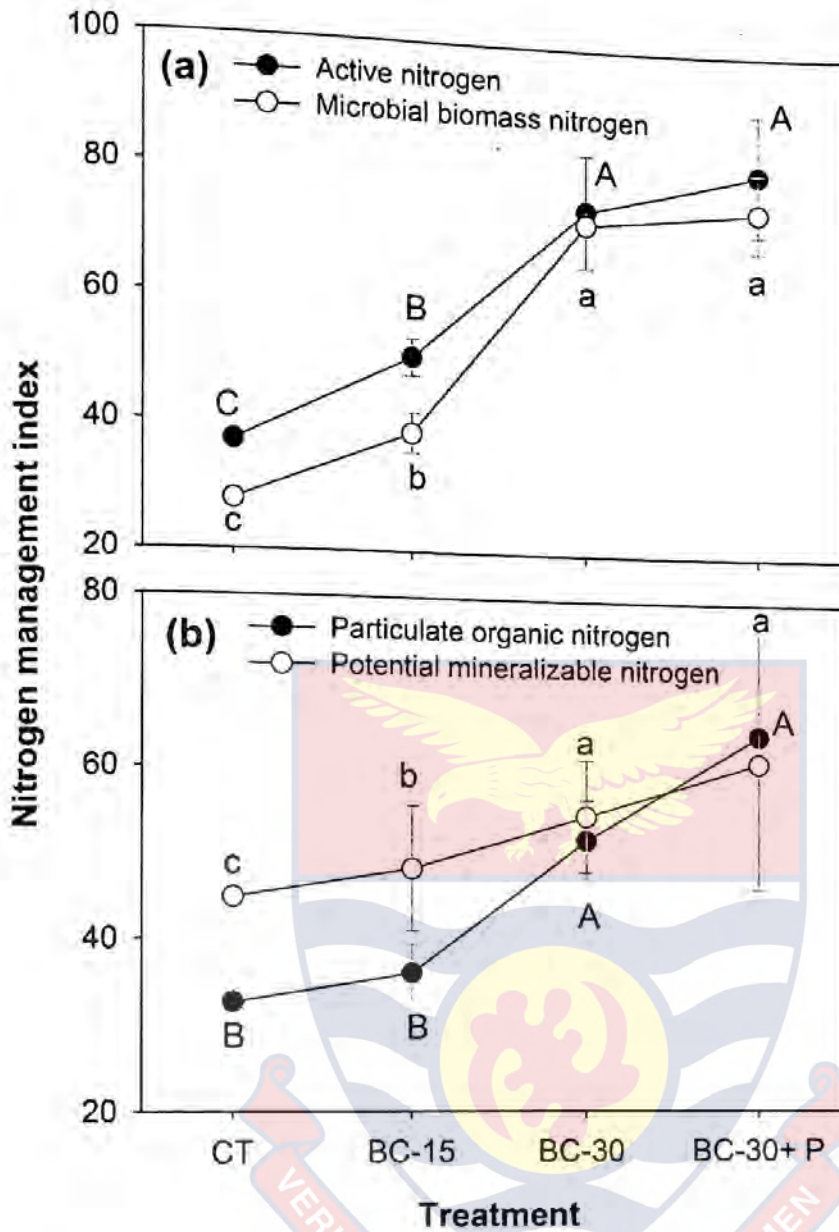 Nitrogen management index
100
(a)
Active nitrogen
Microbial biomass nitrogen
80
60
40
20
A
A
a
a
B
b
C
c
80
(b)
Particulate organic nitrogen
Potential mineralizable nitrogen
60
40
20
a
A
a
A
b
B
c
B
CT BC-15 BC-30 BC-30+ P
Treatment